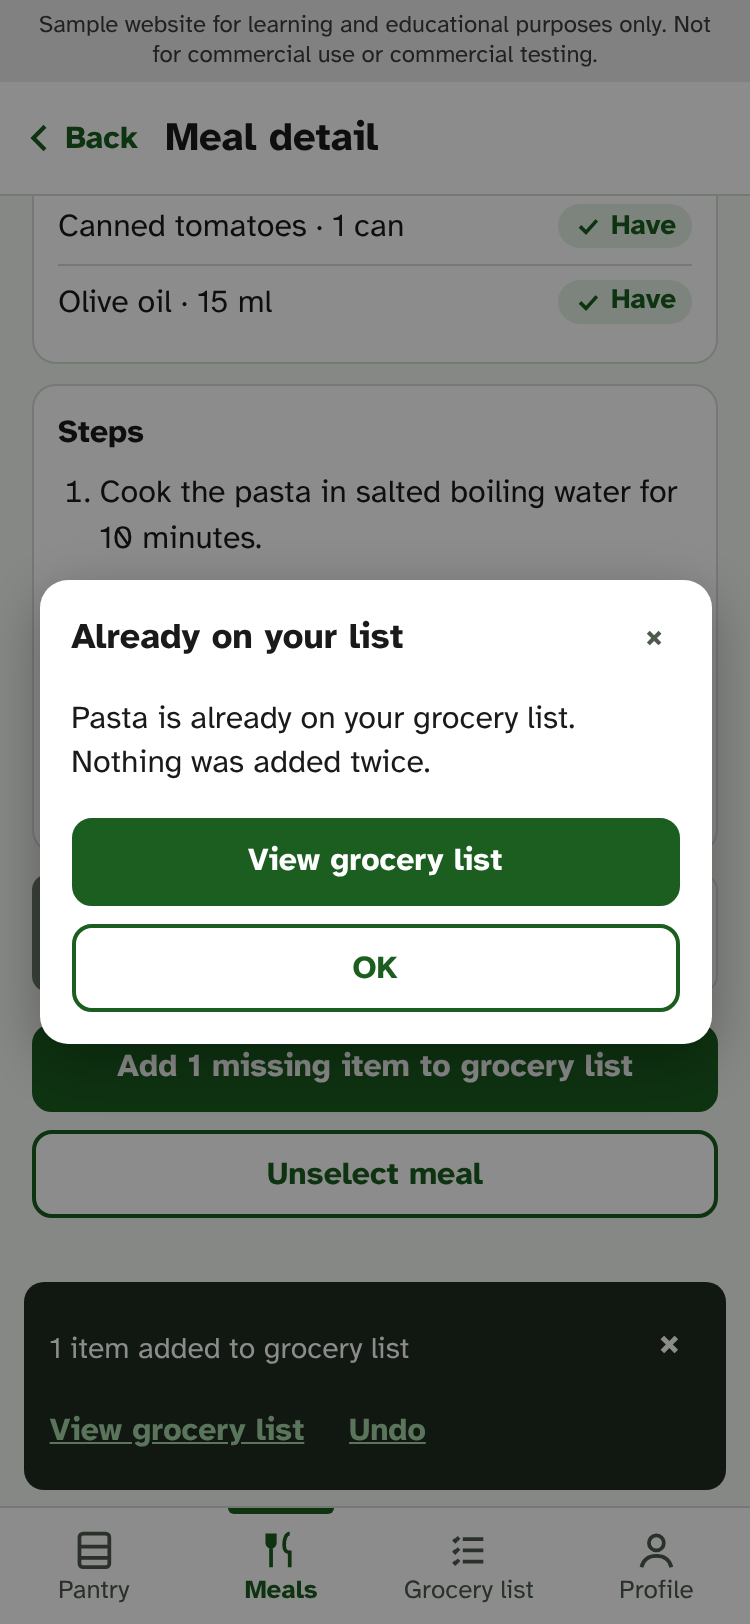 Sample website for learning and educational purposes only. Not
for commercial use or commercial testing.
Back Meal detail
Canned tomatoes · 1 can Have
Olive oil · 15 ml Have
Steps
1. Cook the pasta in salted boiling water for
10 minutes.
Already on your list ×
Pasta is already on your grocery list.
Nothing was added twice.
View grocery list
OK
Add 1 missing item to grocery list
Unselect meal
1 item added to grocery list ×
View grocery list Undo
Pantry Meals Grocery list Profile